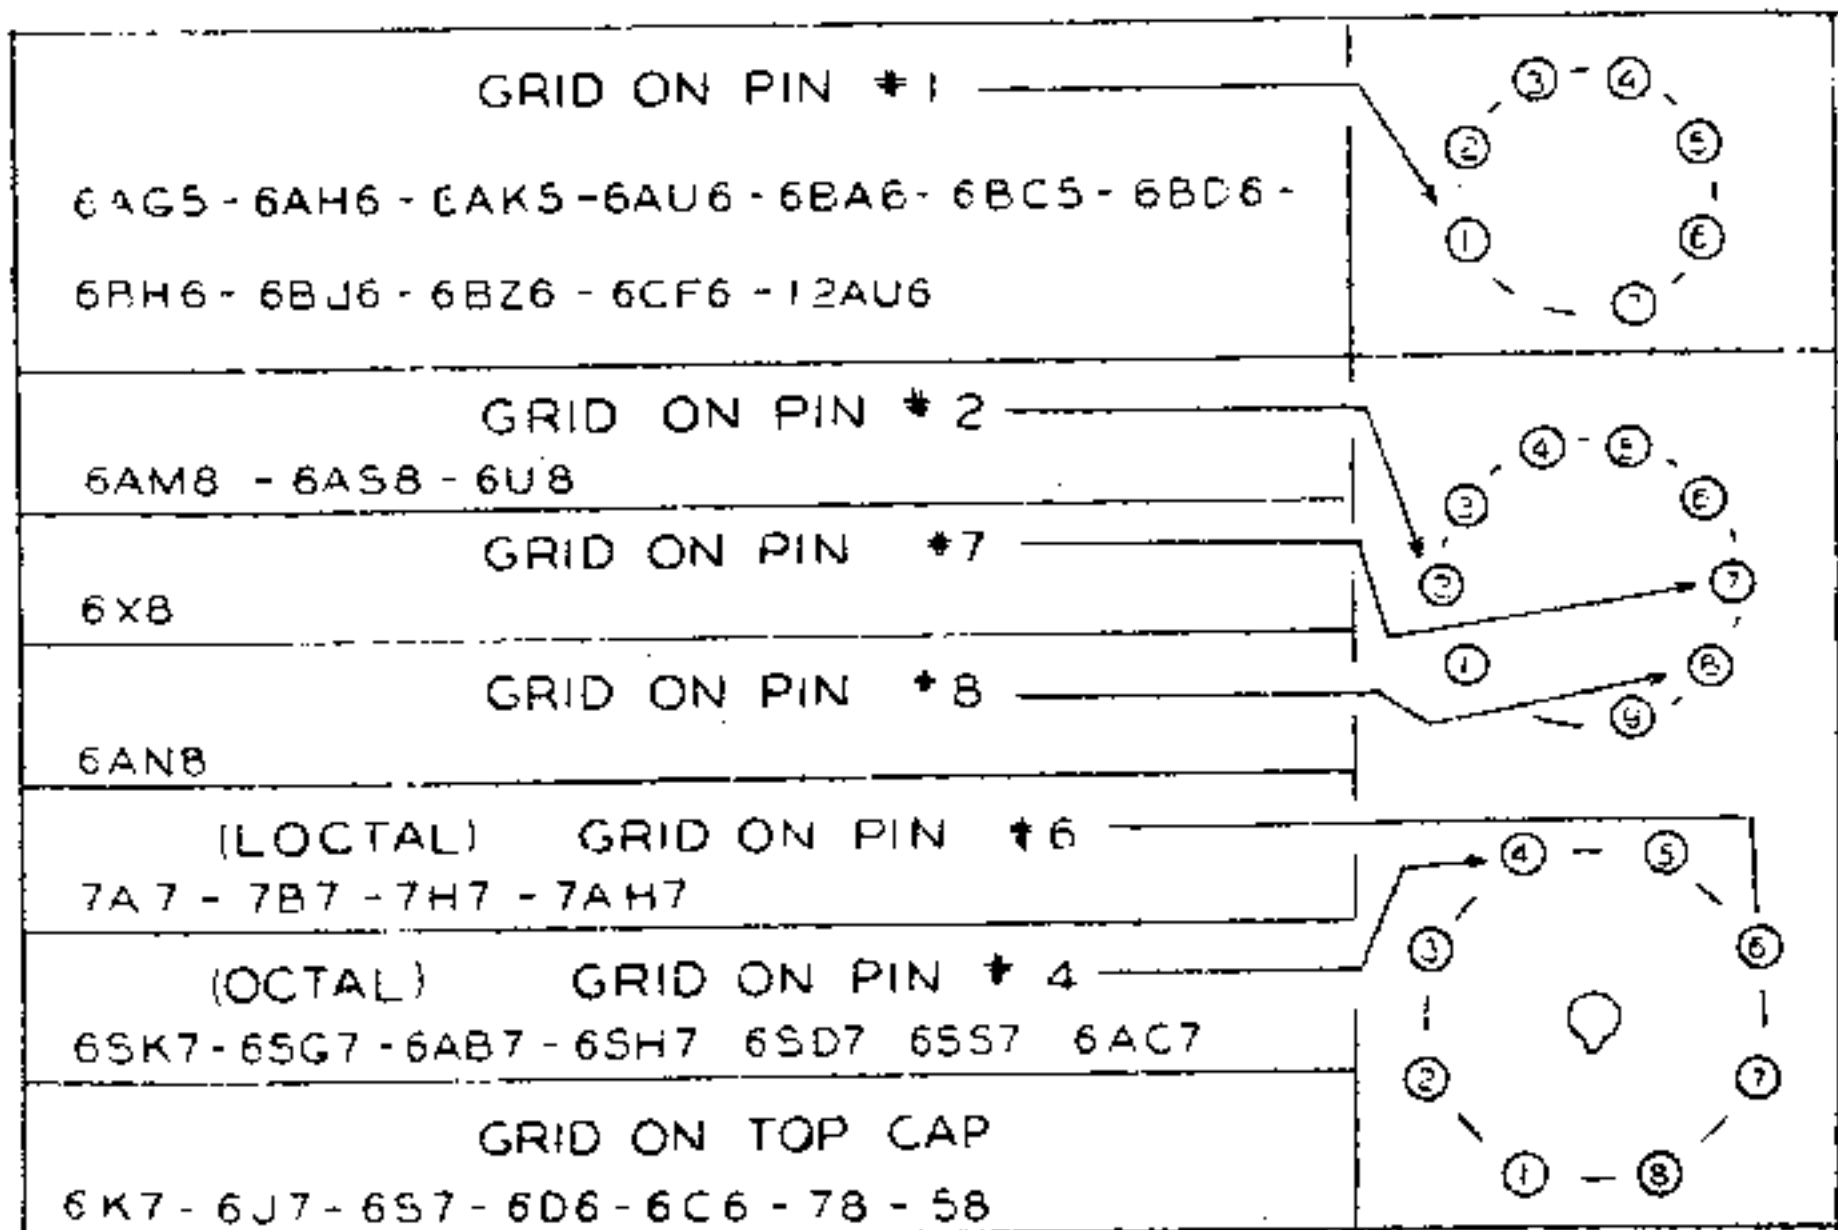 GRID ON PIN #1
6AG5 - 6AH6 - 6AK5 - 6AU6 - 6BA6 - 6BC5 - 6BD6 -
6BH6 - 6BJ6 - 6BZ6 - 6CF6 - 12AU6
3 4
2 5
1 6
7
GRID ON PIN #2
6AM8 - 6AS8 - 6U8
GRID ON PIN #7
6X8
GRID ON PIN #8
6AN8
4 5
3 6
2 7
1 8
9
(LOCTAL) GRID ON PIN #6
7A7 - 7B7 - 7H7 - 7AH7
(OCTAL) GRID ON PIN #4
6SK7 - 6SG7 - 6AB7 - 6SH7 6SD7 6SS7 6AC7
GRID ON TOP CAP
6K7 - 6J7 - 6S7 - 6D6 - 6C6 - 78 - 58
4 5
3 6
2 7
1 8